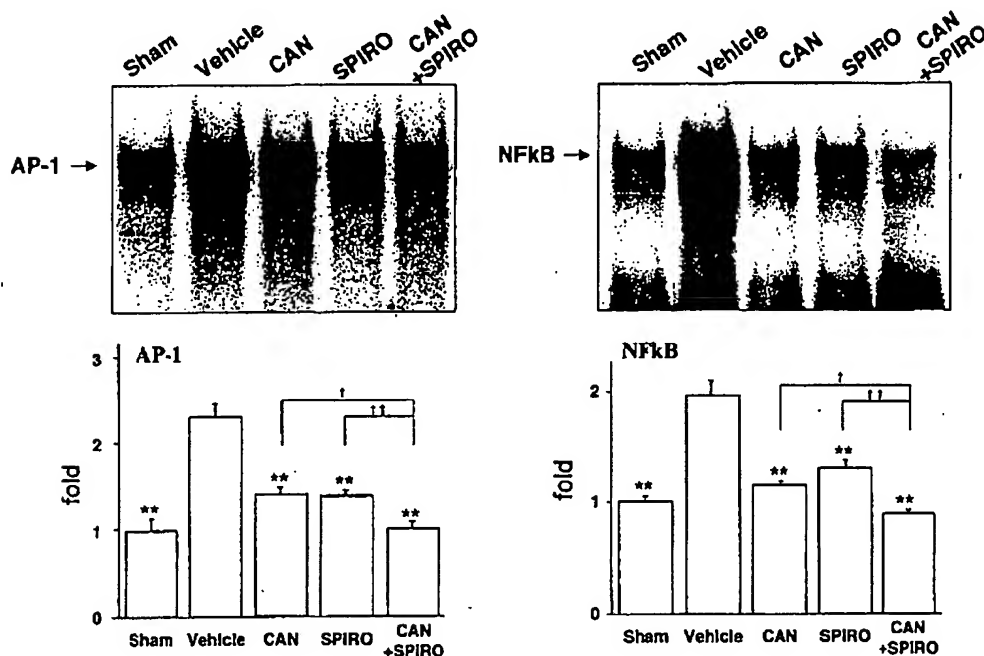 Sham Vehicle CAN SPIRO CAN +SPIRO
AP-1 →
Sham Vehicle CAN SPIRO CAN +SPIRO
NFkB →
AP-1
3
2
1
0
fold
**
**
**
**
†
††
Sham Vehicle CAN SPIRO CAN +SPIRO
NFkB
2
1
0
fold
**
**
**
**
†
††
Sham Vehicle CAN SPIRO CAN +SPIRO